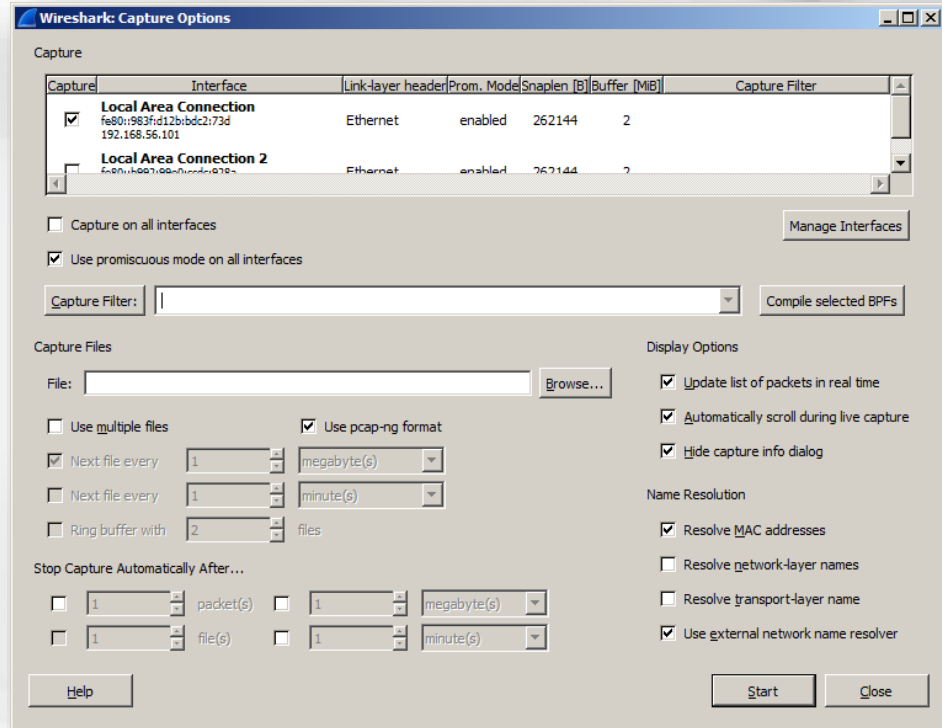 Wireshark: Capture Options
Capture
Capture Interface Link-layer header Prom. Mode Snaplen [B] Buffer [MiB] Capture Filter
Local Area Connection
fe80::983f:d12b:bdc2:73d
192.168.56.101
Ethernet enabled 262144 2
Local Area Connection 2
Ethernet enabled 262144 2
Capture on all interfaces
Manage Interfaces
Use promiscuous mode on all interfaces
Capture Filter:
Compile selected BPFs
Capture Files
File:
Browse...
Use multiple files
Use pcap-ng format
Next file every 1 megabyte(s)
Next file every 1 minute(s)
Ring buffer with 2 files
Stop Capture Automatically After...
1 packet(s) 1 megabyte(s)
1 file(s) 1 minute(s)
Display Options
Update list of packets in real time
Automatically scroll during live capture
Hide capture info dialog
Name Resolution
Resolve MAC addresses
Resolve network-layer names
Resolve transport-layer name
Use external network name resolver
Help
Start
Close